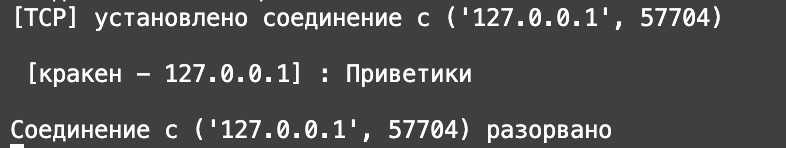 [TCP] установлено соединение с ('127.0.0.1', 57704)
[кракен - 127.0.0.1] : Приветики
Соединение с ('127.0.0.1', 57704) разорвано